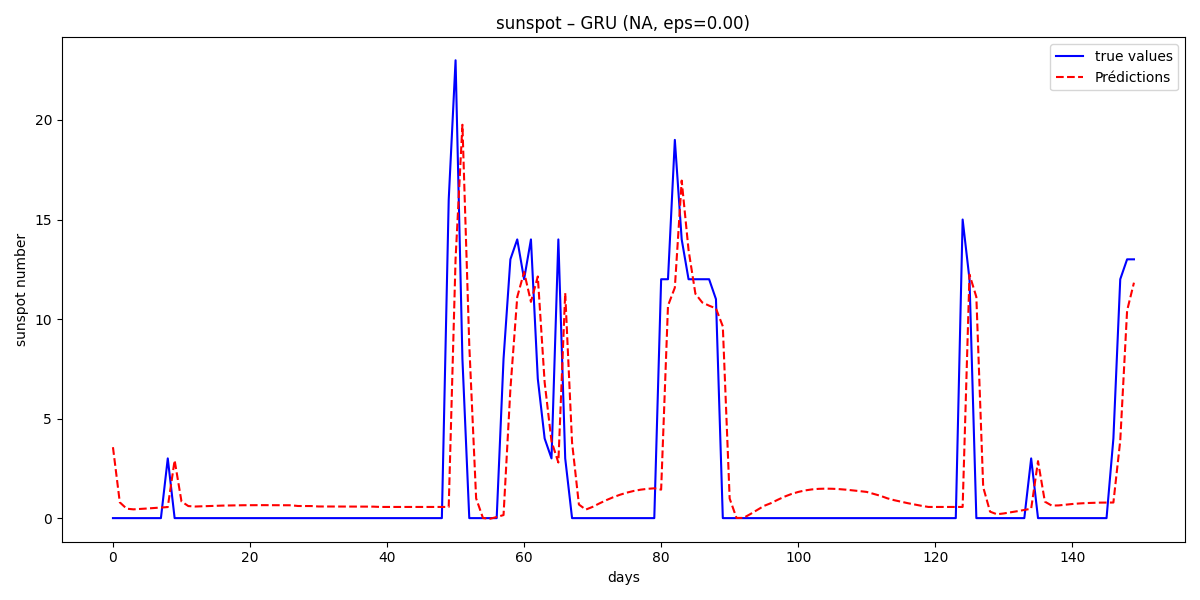 sunspot – GRU (NA, eps=0.00)
true values
Prédictions
sunspot number
20
15
10
5
0
0 20 40 60 80 100 120 140
days